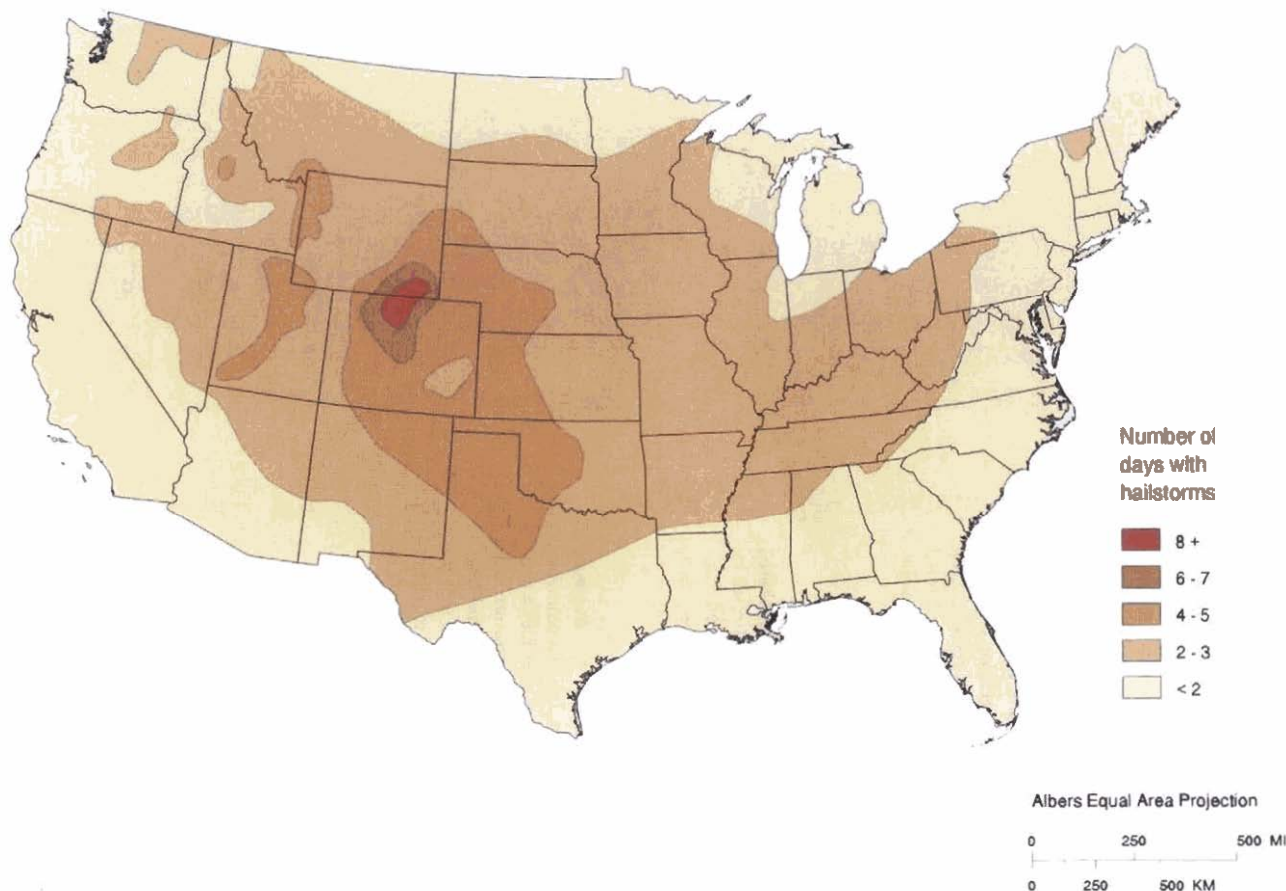 Number of
days with
hailstorms
8 +
6 - 7
4 - 5
2 - 3
< 2
Albers Equal Area Projection
0 250 500 MI
0 250 500 KM